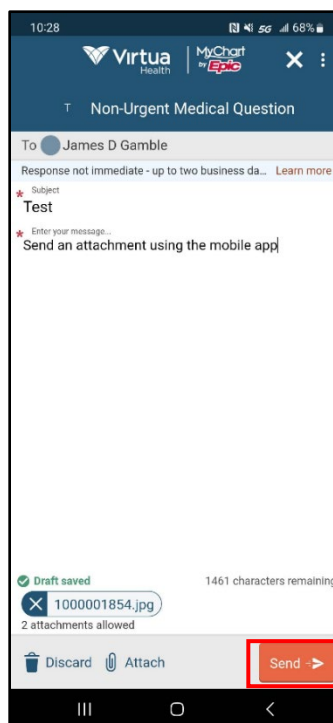 10:28 5G 68%
Virtua Health MyChart by Epic
T Non-Urgent Medical Question
To James D Gamble
Response not immediate - up to two business da... Learn more
* Subject
Test
* Enter your message...
Send an attachment using the mobile app
Draft saved 1461 characters remaining
1000001854.jpg
2 attachments allowed
Discard Attach Send